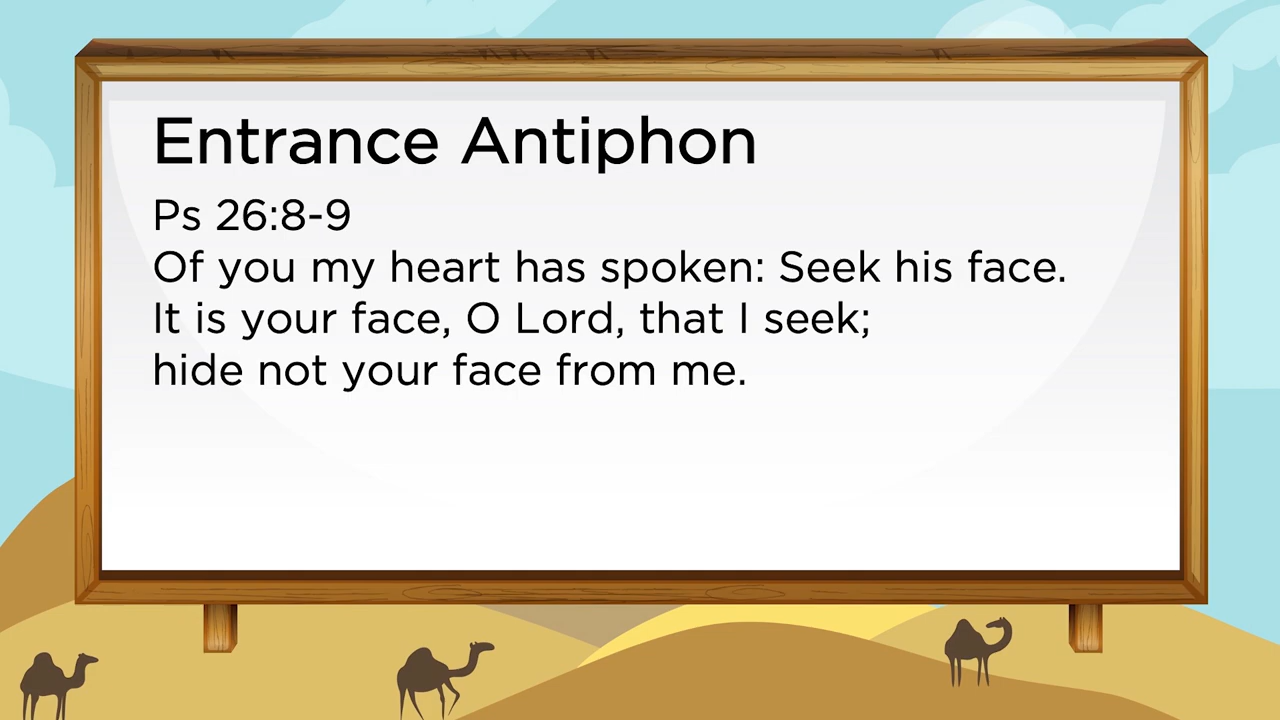 Entrance Antiphon
Ps 26:8-9
Of you my heart has spoken: Seek his face.
It is your face, O Lord, that I seek;
hide not your face from me.